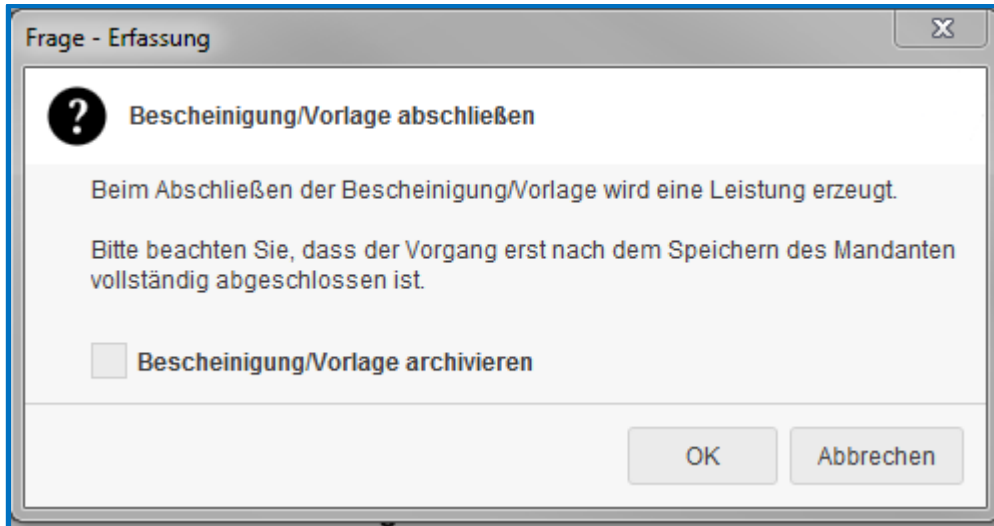 Frage - Erfassung
Bescheinigung/Vorlage abschließen
Beim Abschließen der Bescheinigung/Vorlage wird eine Leistung erzeugt.
Bitte beachten Sie, dass der Vorgang erst nach dem Speichern des Mandanten
vollständig abgeschlossen ist.
Bescheinigung/Vorlage archivieren
OK
Abbrechen